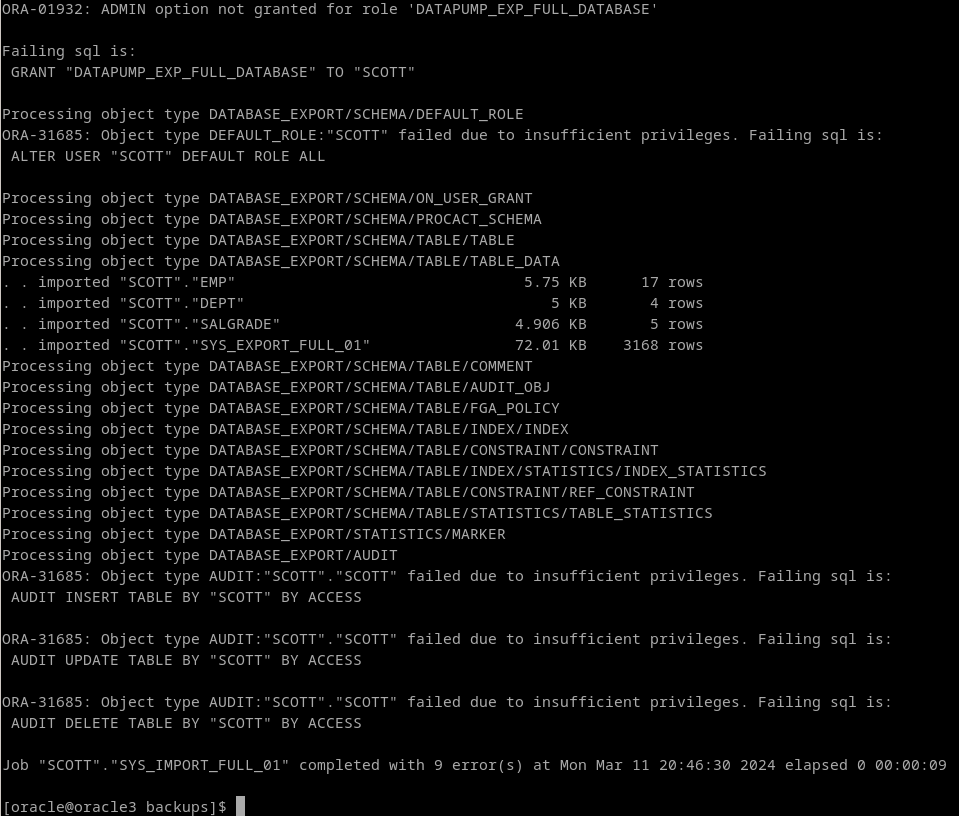 ORA-01932: ADMIN option not granted for role 'DATAPUMP_EXP_FULL_DATABASE'
Failing sql is:
GRANT "DATAPUMP_EXP_FULL_DATABASE" TO "SCOTT"
Processing object type DATABASE_EXPORT/SCHEMA/DEFAULT_ROLE
ORA-31685: Object type DEFAULT_ROLE:"SCOTT" failed due to insufficient privileges. Failing sql is:
ALTER USER "SCOTT" DEFAULT ROLE ALL
Processing object type DATABASE_EXPORT/SCHEMA/ON_USER_GRANT
Processing object type DATABASE_EXPORT/SCHEMA/PROCACT_SCHEMA
Processing object type DATABASE_EXPORT/SCHEMA/TABLE/TABLE
Processing object type DATABASE_EXPORT/SCHEMA/TABLE/TABLE_DATA
. . imported "SCOTT"."EMP" 5.75 KB 17 rows
. . imported "SCOTT"."DEPT" 5 KB 4 rows
. . imported "SCOTT"."SALGRADE" 4.906 KB 5 rows
. . imported "SCOTT"."SYS_EXPORT_FULL_01" 72.01 KB 3168 rows
Processing object type DATABASE_EXPORT/SCHEMA/TABLE/COMMENT
Processing object type DATABASE_EXPORT/SCHEMA/TABLE/AUDIT_OBJ
Processing object type DATABASE_EXPORT/SCHEMA/TABLE/FGA_POLICY
Processing object type DATABASE_EXPORT/SCHEMA/TABLE/INDEX/INDEX
Processing object type DATABASE_EXPORT/SCHEMA/TABLE/CONSTRAINT/CONSTRAINT
Processing object type DATABASE_EXPORT/SCHEMA/TABLE/INDEX/STATISTICS/INDEX_STATISTICS
Processing object type DATABASE_EXPORT/SCHEMA/TABLE/CONSTRAINT/REF_CONSTRAINT
Processing object type DATABASE_EXPORT/SCHEMA/TABLE/STATISTICS/TABLE_STATISTICS
Processing object type DATABASE_EXPORT/STATISTICS/MARKER
Processing object type DATABASE_EXPORT/AUDIT
ORA-31685: Object type AUDIT:"SCOTT"."SCOTT" failed due to insufficient privileges. Failing sql is:
AUDIT INSERT TABLE BY "SCOTT" BY ACCESS
ORA-31685: Object type AUDIT:"SCOTT"."SCOTT" failed due to insufficient privileges. Failing sql is:
AUDIT UPDATE TABLE BY "SCOTT" BY ACCESS
ORA-31685: Object type AUDIT:"SCOTT"."SCOTT" failed due to insufficient privileges. Failing sql is:
AUDIT DELETE TABLE BY "SCOTT" BY ACCESS
Job "SCOTT"."SYS_IMPORT_FULL_01" completed with 9 error(s) at Mon Mar 11 20:46:30 2024 elapsed 0 00:00:09
[oracle@oracle3 backups]$